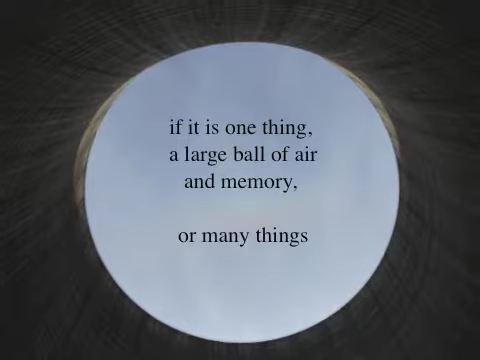 if it is one thing,
a large ball of air
and memory,
or many things